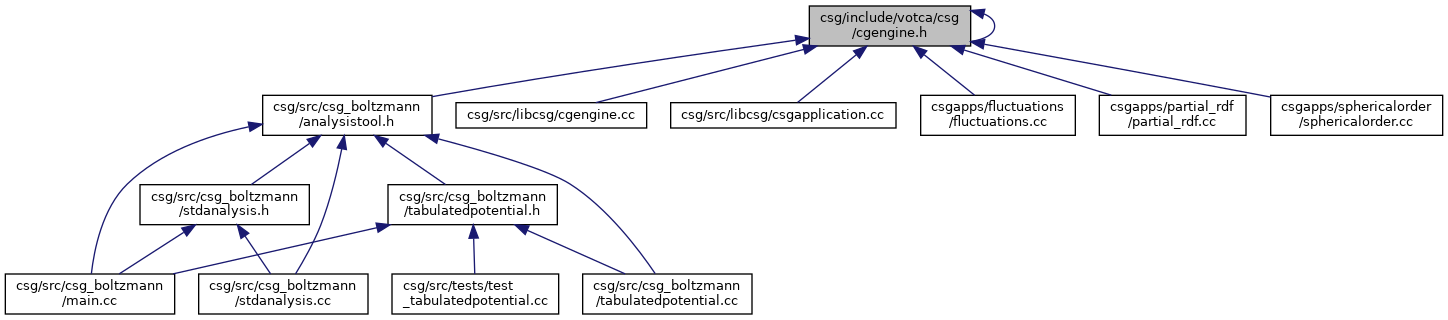 csg/include/votca/csg
/cgengine.h
csg/src/csg_boltzmann
/analysistool.h
csg/src/libcsg/cgengine.cc
csg/src/libcsg/csgapplication.cc
csgapps/fluctuations
/fluctuations.cc
csgapps/partial_rdf
/partial_rdf.cc
csgapps/sphericalorder
/sphericalorder.cc
csg/src/csg_boltzmann
/stdanalysis.h
csg/src/csg_boltzmann
/tabulatedpotential.h
csg/src/csg_boltzmann
/main.cc
csg/src/csg_boltzmann
/stdanalysis.cc
csg/src/tests/test
_tabulatedpotential.cc
csg/src/csg_boltzmann
/tabulatedpotential.cc